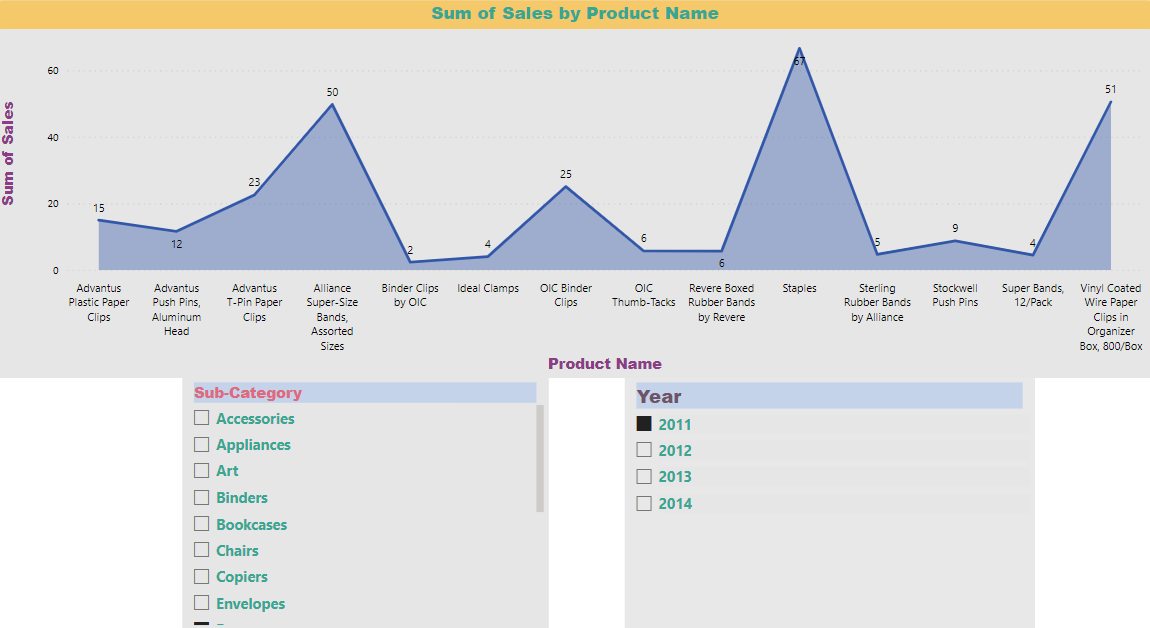 Sum of Sales by Product Name
Sum of Sales
60
40
20
0
15
12
23
50
2
4
25
6
6
67
5
9
4
51
Advantus
Plastic Paper
Clips
Advantus
Push Pins,
Aluminum
Head
Advantus
T-Pin Paper
Clips
Alliance
Super-Size
Bands,
Assorted
Sizes
Binder Clips
by OIC
Ideal Clamps
OIC Binder
Clips
OIC
Thumb-Tacks
Revere Boxed
Rubber Bands
by Revere
Staples
Sterling
Rubber Bands
by Alliance
Stockwell
Push Pins
Super Bands,
12/Pack
Vinyl Coated
Wire Paper
Clips in
Organizer
Box, 800/Box
Product Name
Sub-Category
Accessories
Appliances
Art
Binders
Bookcases
Chairs
Copiers
Envelopes
Year
2011
2012
2013
2014